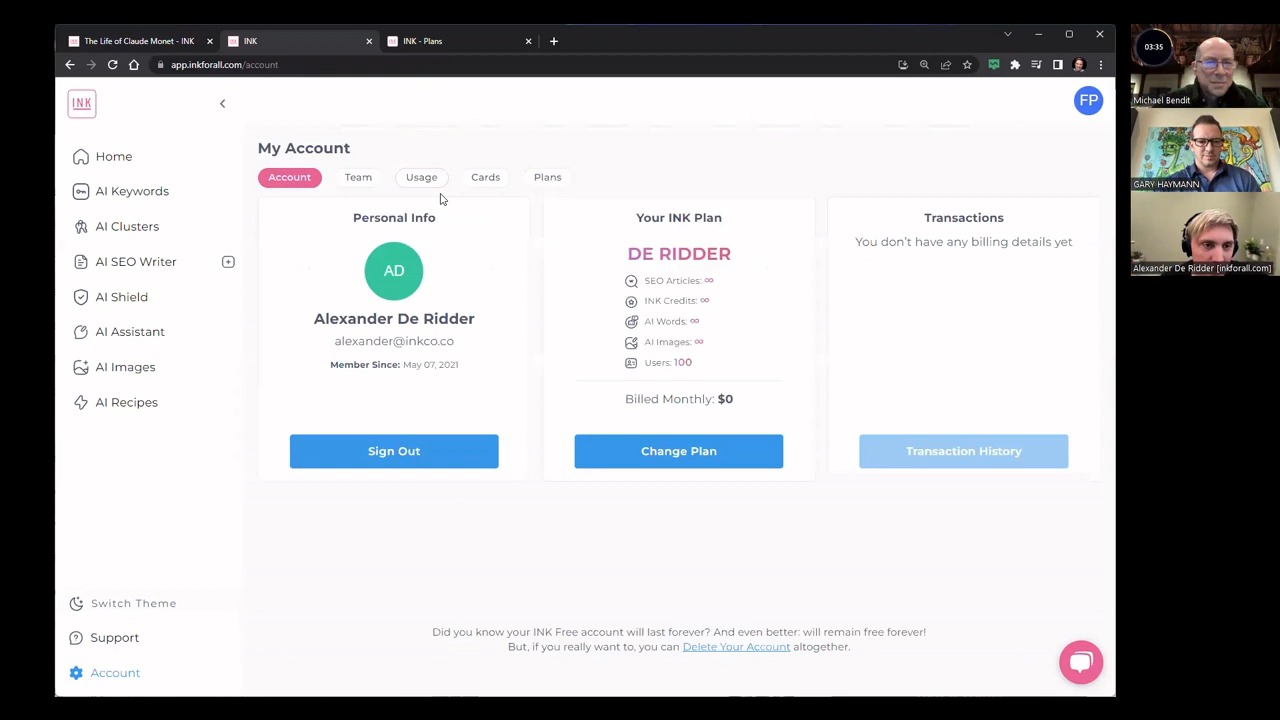 The Life of Claude Monet - INK
INK
INK - Plans
app.inkforall.com/account
INK
FP
Home
AI Keywords
AI Clusters
AI SEO Writer
AI Shield
AI Assistant
AI Images
AI Recipes
Switch Theme
Support
Account
My Account
Account
Team
Usage
Cards
Plans
Personal Info
AD
Alexander De Ridder
alexander@inkco.co
Member Since: May 07, 2021
Sign Out
Your INK Plan
DE RIDDER
SEO Articles: ∞
INK Credits: ∞
AI Words: ∞
AI Images: ∞
Users: 100
Billed Monthly: $0
Change Plan
Transactions
You don't have any billing details yet
Transaction History
Did you know your INK Free account will last forever? And even better: will remain free forever!
But, if you really want to, you can Delete Your Account altogether.
03:35
Michael Bendit
GARY HAYMANN
Alexander De Ridder [inkforall.com]